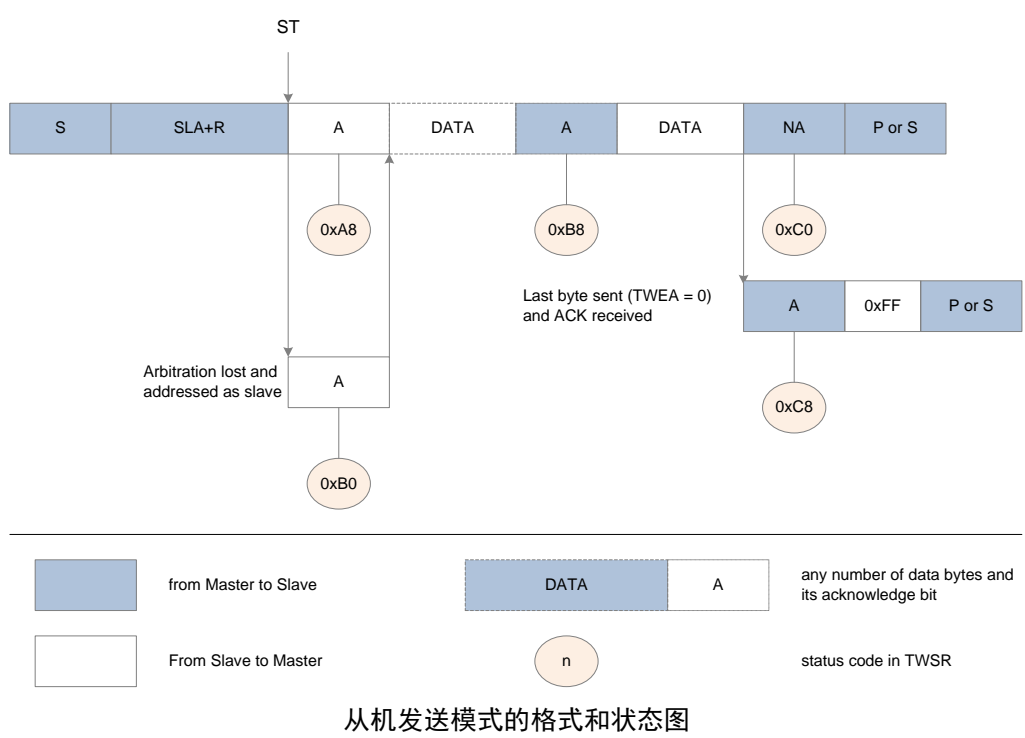 ST
S
SLA+R
A
DATA
A
DATA
NA
P or S
0xA8
0xB8
0xC0
Last byte sent (TWEA = 0)
and ACK received
A
0xFF
P or S
Arbitration lost and
addressed as slave
A
0xC8
0xB0
from Master to Slave
DATA
A
any number of data bytes and
its acknowledge bit
From Slave to Master
n
status code in TWSR
从机发送模式的格式和状态图